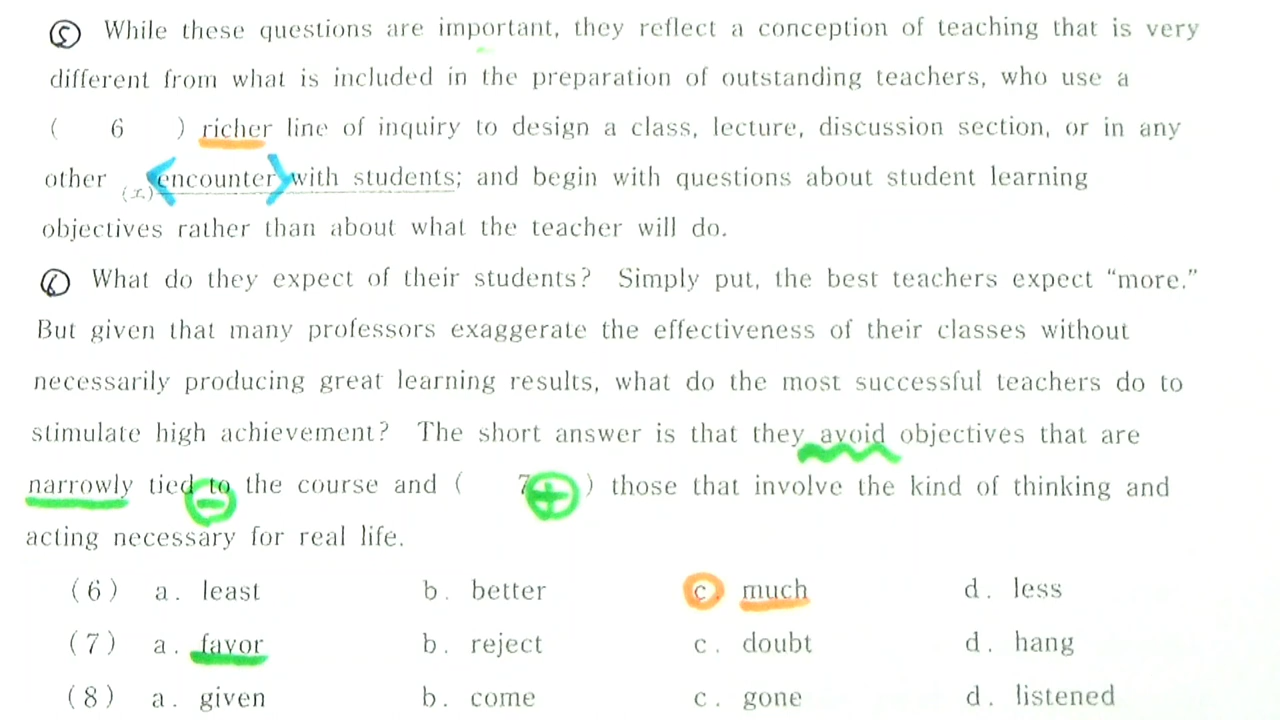 ⑤ While these questions are important, they reflect a conception of teaching that is very
different from what is included in the preparation of outstanding teachers, who use a
( 6 ) richer line of inquiry to design a class, lecture, discussion section, or in any
other (エ)<encounter> with students; and begin with questions about student learning
objectives rather than about what the teacher will do.
⑥ What do they expect of their students? Simply put, the best teachers expect “more.”
But given that many professors exaggerate the effectiveness of their classes without
necessarily producing great learning results, what do the most successful teachers do to
stimulate high achievement? The short answer is that they avoid objectives that are
narrowly tied to the course and ( 7 ) those that involve the kind of thinking and
⊖ ⊕
acting necessary for real life.
(6) a. least b. better c. much d. less
(7) a. favor b. reject c. doubt d. hang
(8) a. given b. come c. gone d. listened